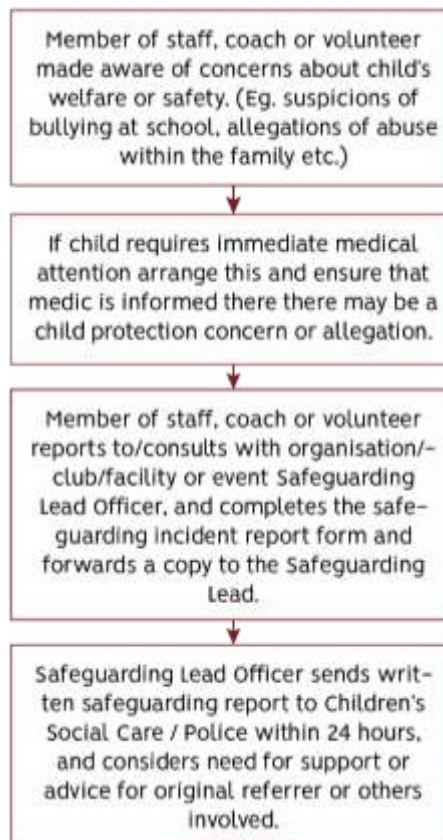 Member of staff, coach or volunteer
made aware of concerns about child's
welfare or safety. (Eg. suspicions of
bullying at school, allegations of abuse
within the family etc.)
If child requires immediate medical
attention arrange this and ensure that
medic is informed there there may be a
child protection concern or allegation.
Member of staff, coach or volunteer
reports to/consults with organisation/-
club/facility or event Safeguarding
Lead Officer, and completes the safe-
guarding incident report form and
forwards a copy to the Safeguarding
Lead.
Safeguarding Lead Officer sends writ-
ten safeguarding report to Children's
Social Care / Police within 24 hours,
and considers need for support or
advice for original referrer or others
involved.